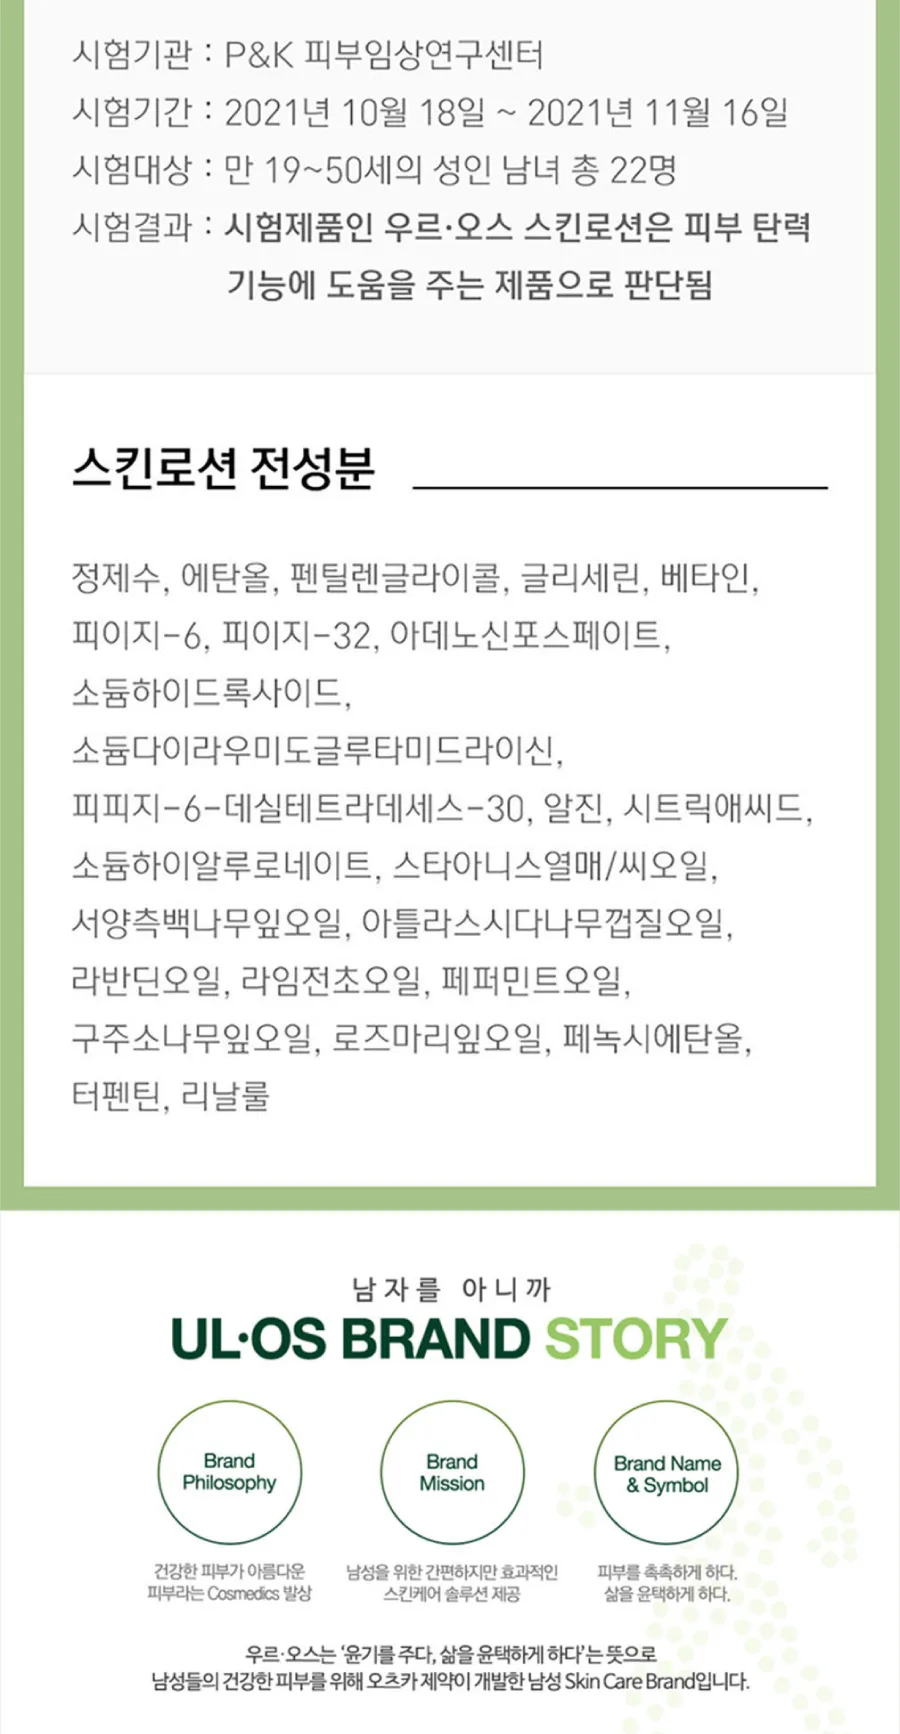 시험기관 : P&K 피부임상연구센터
시험기간 : 2021년 10월 18일 ~ 2021년 11월 16일
시험대상 : 만 19~50세의 성인 남녀 총 22명
시험결과 : 시험제품인 우르·오스 스킨로션은 피부 탄력
기능에 도움을 주는 제품으로 판단됨
스킨로션 전성분
정제수, 에탄올, 펜틸렌글라이콜, 글리세린, 베타인,
피이지-6, 피이지-32, 아데노신포스페이트,
소듐하이드록사이드,
소듐다이라우미도글루타미드라이신,
피피지-6-데실테트라데세스-30, 알진, 시트릭애씨드,
소듐하이알루로네이트, 스타아니스열매/씨오일,
서양측백나무잎오일, 아틀라스시다나무껍질오일,
라반딘오일, 라임전초오일, 페퍼민트오일,
구주소나무잎오일, 로즈마리잎오일, 페녹시에탄올,
터펜틴, 리날룰
남자를 아니까
UL·OS BRAND STORY
Brand
Philosophy
건강한 피부가 아름다운
피부라는 Cosmedics 발상
Brand
Mission
남성을 위한 간편하지만 효과적인
스킨케어 솔루션 제공
Brand Name
& Symbol
피부를 촉촉하게 하다.
삶을 윤택하게 하다.
우르·오스는 '윤기를 주다, 삶을 윤택하게 하다'는 뜻으로
남성들의 건강한 피부를 위해 오츠카 제약이 개발한 남성 Skin Care Brand입니다.